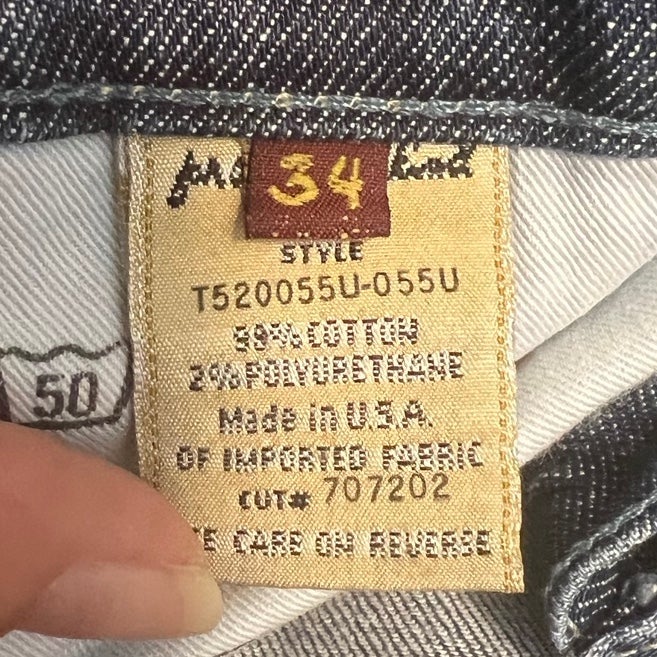 34
STYLE
T520055U-055U
98% COTTON
2% POLYURETHANE
Made in U.S.A.
OF IMPORTED FABRIC
CUT# 707202
CARE ON REVERSE
50